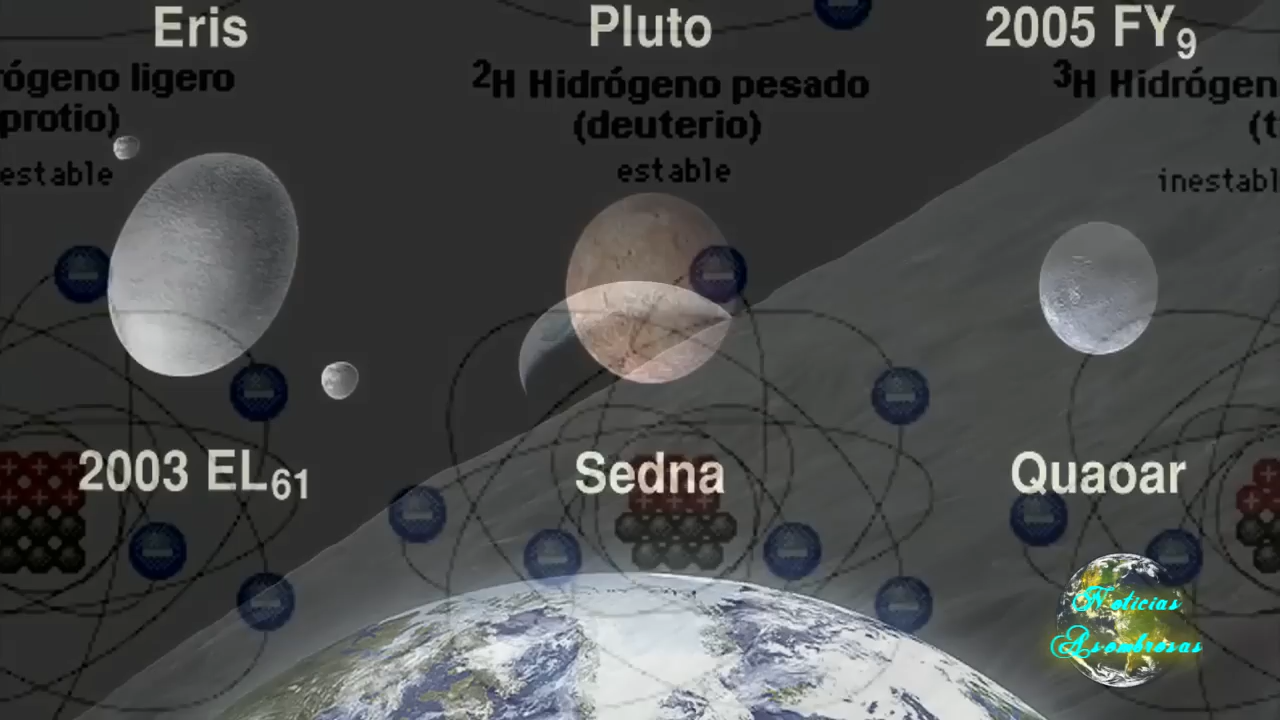 Eris
Pluto
2005 FY₉
rógeno ligero
(protio)
estable
²H Hidrógeno pesado
(deuterio)
estable
³H Hidrógen
(t
inestabl
2003 EL₆₁
Sedna
Quaoar
Noticias
Asombrosas